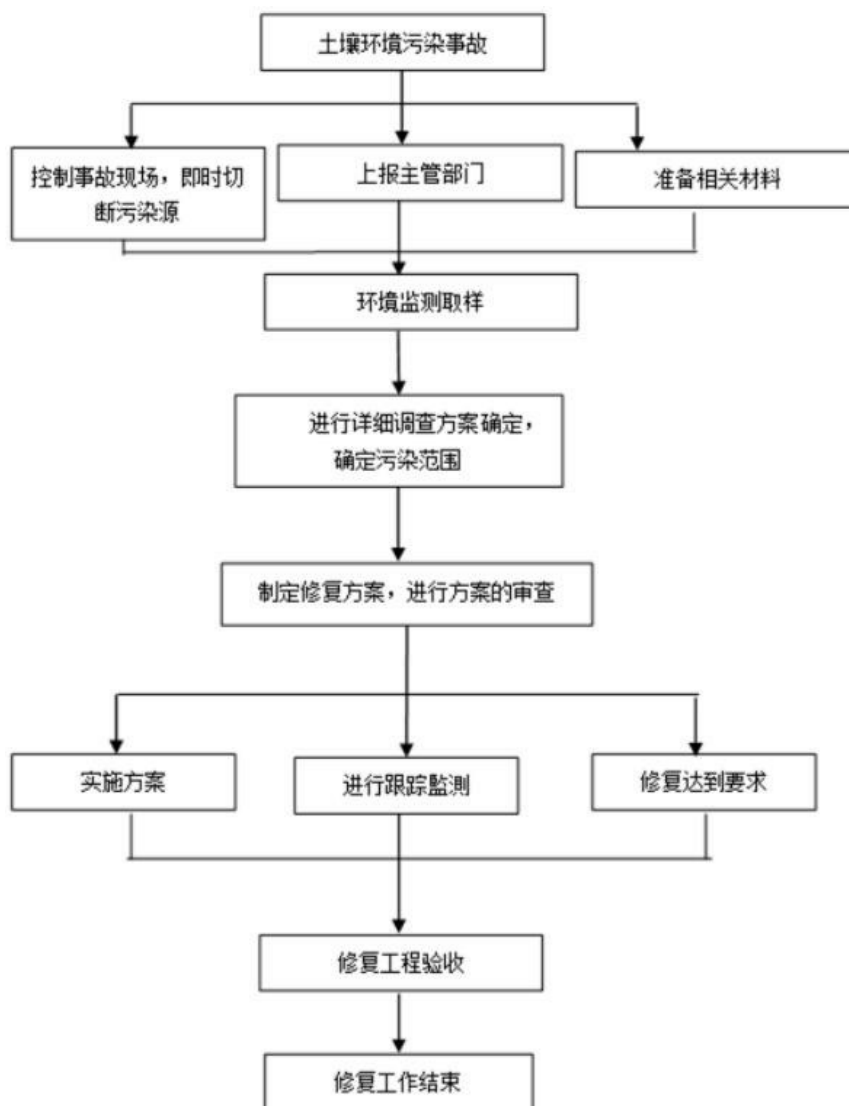 土壤环境污染事故
控制事故现场，即时切
断污染源
上报主管部门
准备相关材料
环境监测取样
进行详细调查方案确定，
确定污染范围
制定修复方案，进行方案的审查
实施方案
进行跟踪監测
修复达到要求
修复工程验收
修复工作结束